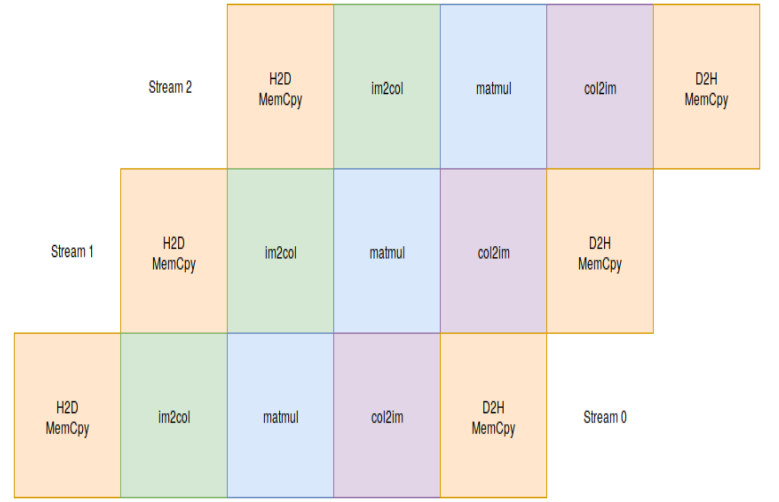 Stream 2
H2D
MemCpy
im2col
matmul
col2im
D2H
MemCpy
Stream 1
H2D
MemCpy
im2col
matmul
col2im
D2H
MemCpy
H2D
MemCpy
im2col
matmul
col2im
D2H
MemCpy
Stream 0